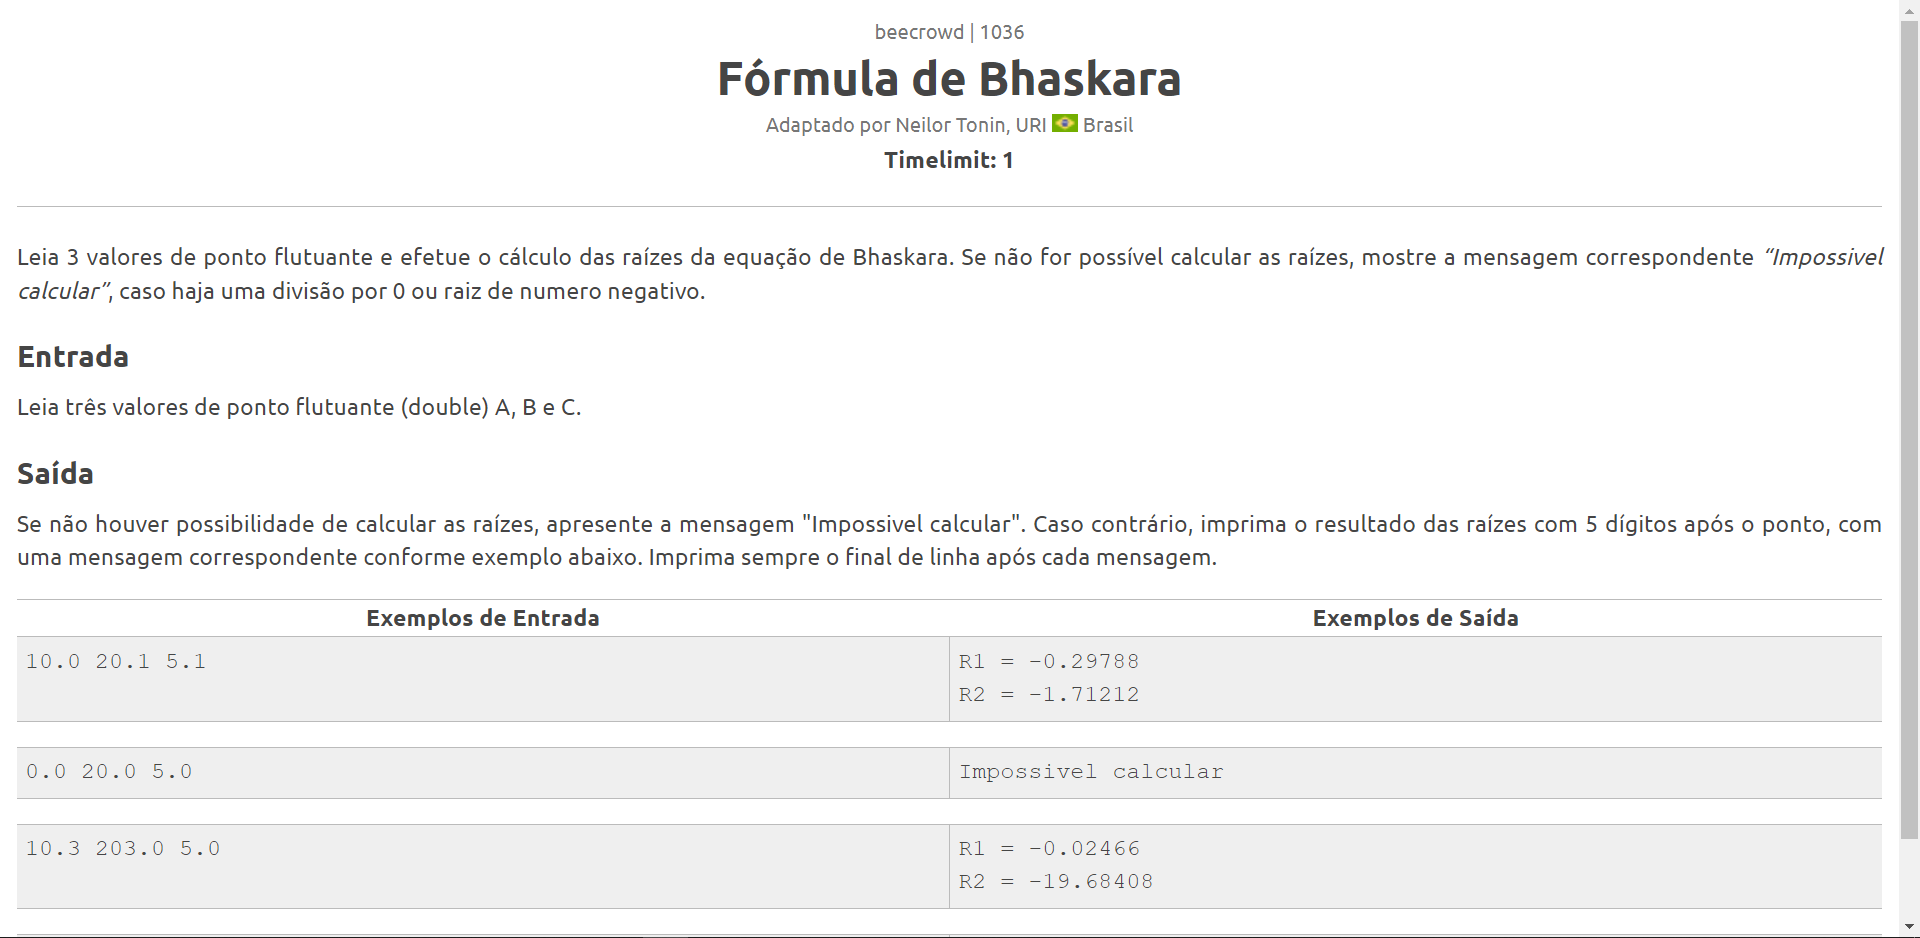 beecrowd | 1036
Fórmula de Bhaskara
Adaptado por Neilor Tonin, URI Brasil
Timelimit: 1
Leia 3 valores de ponto flutuante e efetue o cálculo das raízes da equação de Bhaskara. Se não for possível calcular as raízes, mostre a mensagem correspondente “Impossivel
calcular”, caso haja uma divisão por 0 ou raiz de numero negativo.
Entrada
Leia três valores de ponto flutuante (double) A, B e C.
Saída
Se não houver possibilidade de calcular as raízes, apresente a mensagem "Impossivel calcular". Caso contrário, imprima o resultado das raízes com 5 dígitos após o ponto, com
uma mensagem correspondente conforme exemplo abaixo. Imprima sempre o final de linha após cada mensagem.
Exemplos de Entrada Exemplos de Saída
10.0 20.1 5.1 R1 = -0.29788
R2 = -1.71212
0.0 20.0 5.0 Impossivel calcular
10.3 203.0 5.0 R1 = -0.02466
R2 = -19.68408